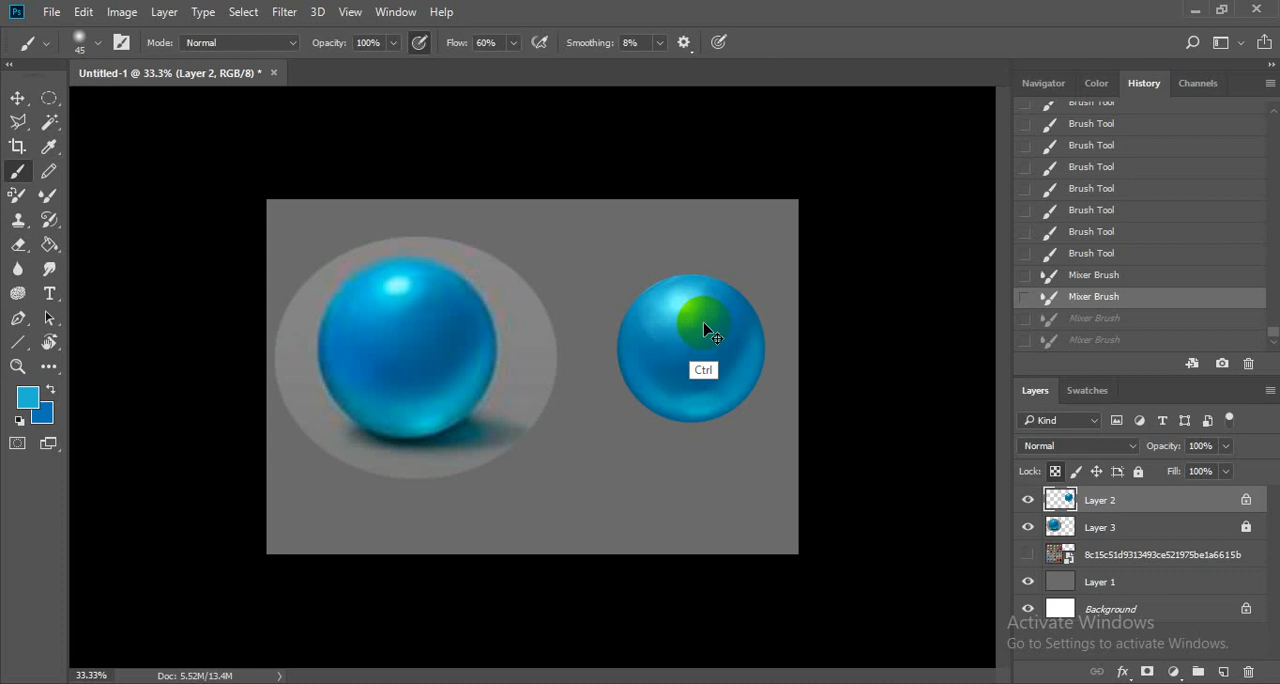 Ps File Edit Image Layer Type Select Filter 3D View Window Help
45 Mode: Normal Opacity: 100% Flow: 60% Smoothing: 8%
Untitled-1 @ 33.3% (Layer 2, RGB/8) *
Navigator Color History Channels
Brush Tool
Brush Tool
Brush Tool
Brush Tool
Brush Tool
Brush Tool
Brush Tool
Brush Tool
Mixer Brush
Mixer Brush
Mixer Brush
Mixer Brush
Ctrl
Layers Swatches
Kind
Normal Opacity: 100%
Lock: Fill: 100%
Layer 2
Layer 3
8c15c51d9313493ce521975be1a6615b
Layer 1
Background
Activate Windows
Go to Settings to activate Windows.
33.33% Doc: 5.52M/13.4M